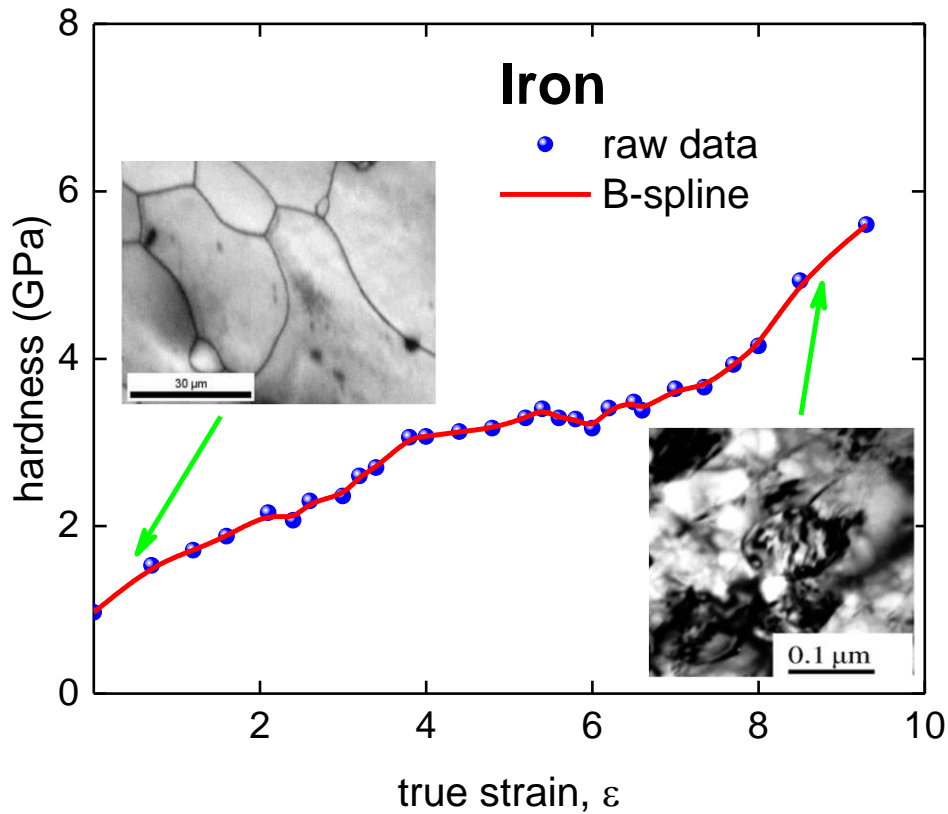 Iron
raw data
B-spline
hardness (GPa)
8
6
4
2
0
30 µm
0.1 µm
2
4
6
8
10
true strain, ε